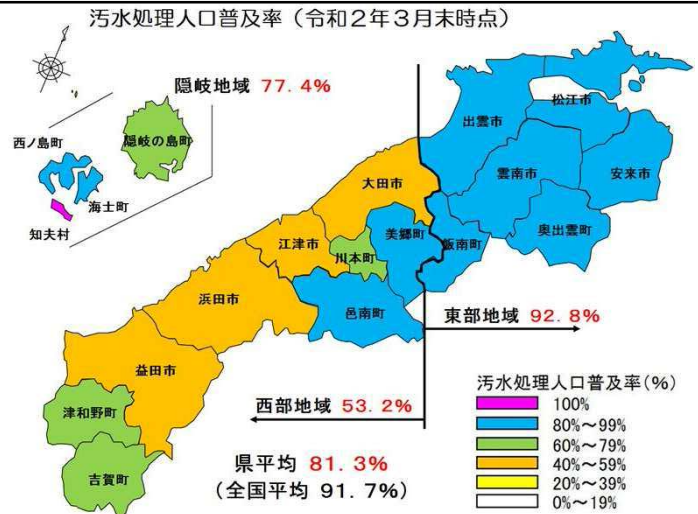 汚水処理人口普及率（令和２年３月末時点）
隠岐地域 77.4%
西ノ島町
隠岐の島町
海士町
知夫村
松江市
出雲市
雲南市
安来市
大田市
美郷町
飯南町
奥出雲町
江津市
川本町
浜田市
邑南町
東部地域 92.8%
益田市
津和野町
西部地域 53.2%
吉賀町
県平均 81.3%
（全国平均 91.7%）
汚水処理人口普及率(%)
100%
80%～99%
60%～79%
40%～59%
20%～39%
0%～19%